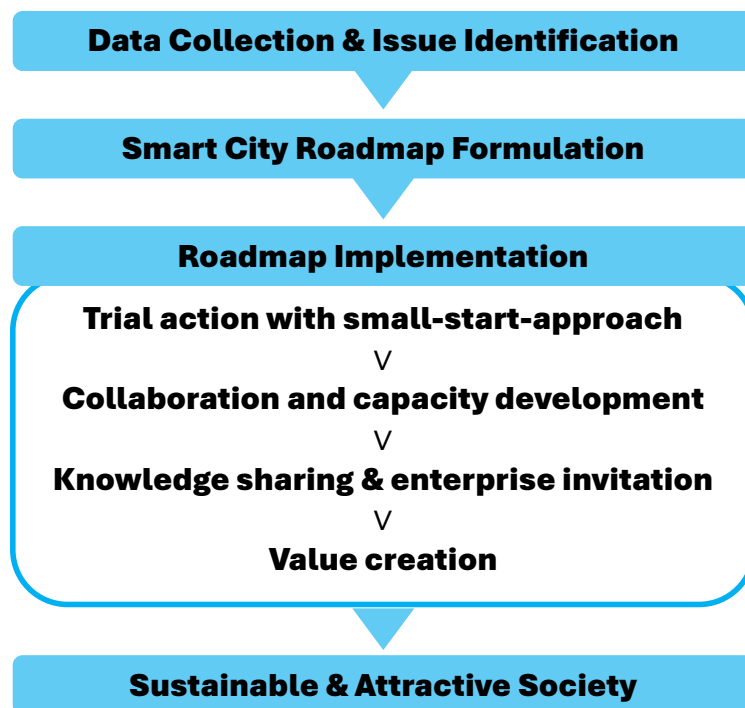 Data Collection & Issue Identification
Smart City Roadmap Formulation
Roadmap Implementation
Trial action with small-start-approach
V
Collaboration and capacity development
V
Knowledge sharing & enterprise invitation
V
Value creation
Sustainable & Attractive Society